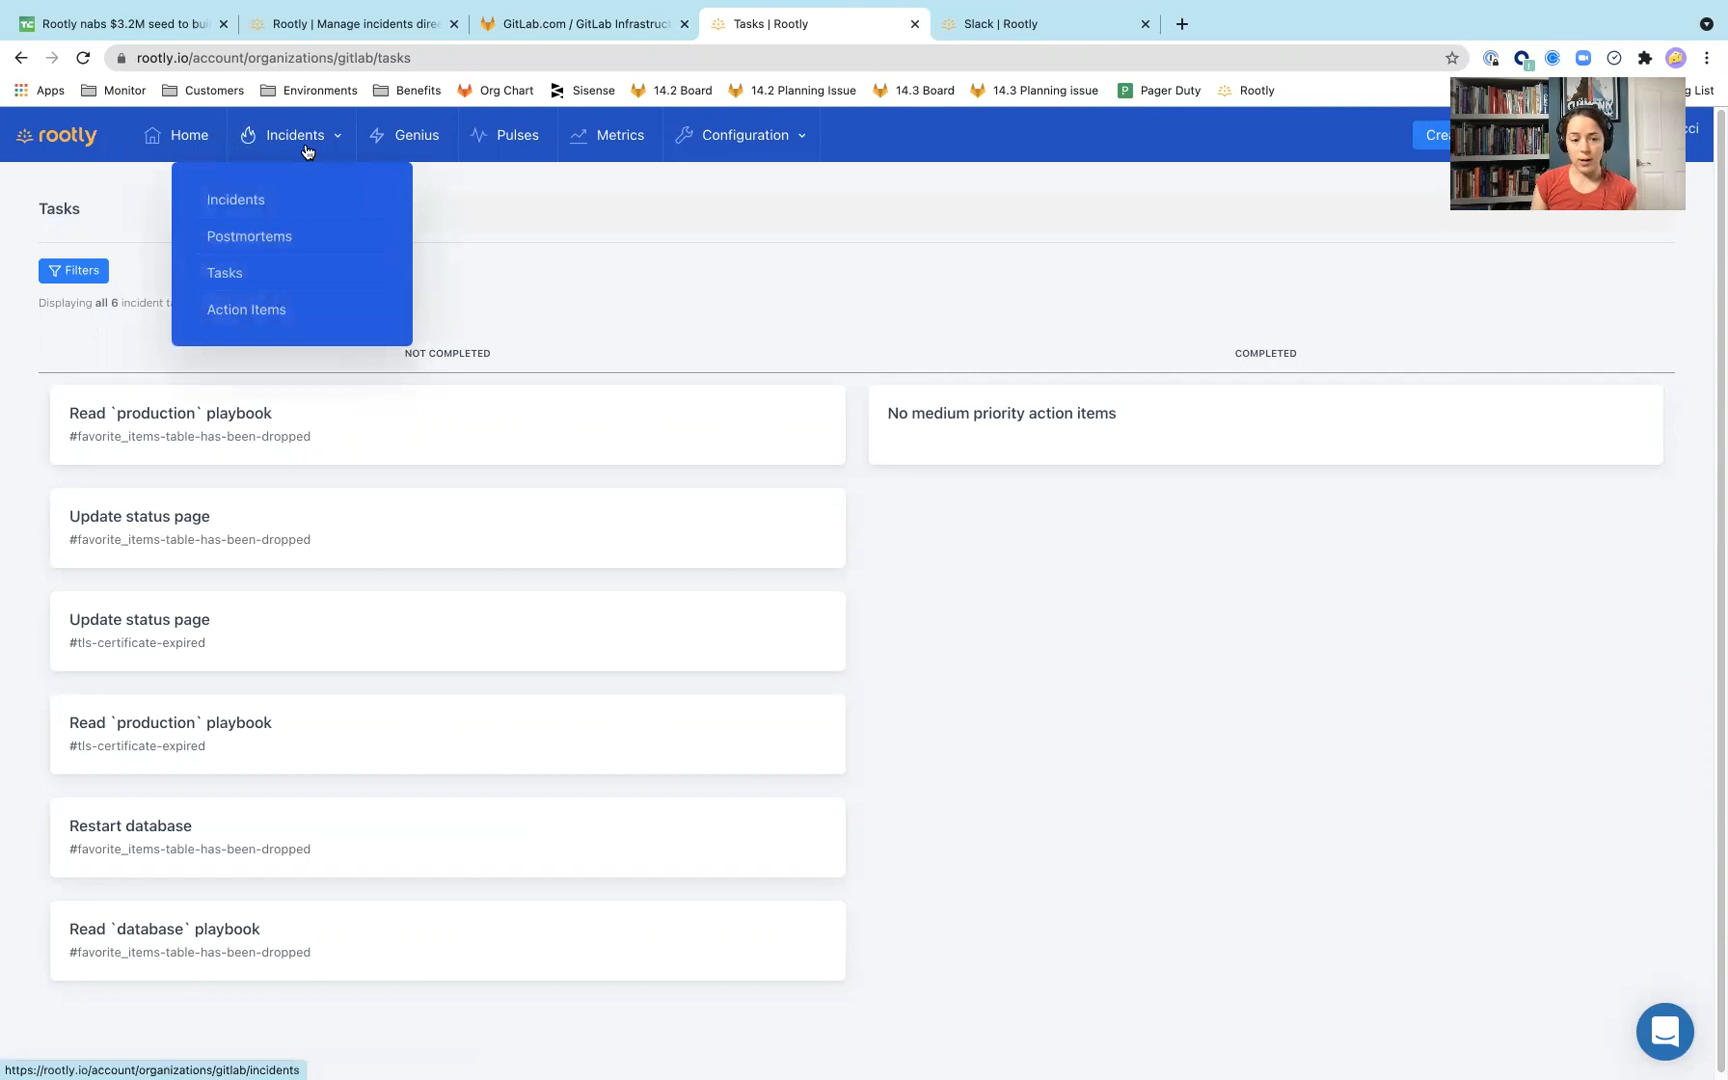 Rootly nabs $3.2M seed to bui
Rootly | Manage incidents dire
GitLab.com / GitLab Infrastruc
Tasks | Rootly
Slack | Rootly
rootly.io/account/organizations/gitlab/tasks
Apps
Monitor
Customers
Environments
Benefits
Org Chart
Sisense
14.2 Board
14.2 Planning Issue
14.3 Board
14.3 Planning issue
Pager Duty
Rootly
g List
rootly
Home
Incidents
Genius
Pulses
Metrics
Configuration
Crea
cci
Incidents
Postmortems
Tasks
Action Items
Tasks
Filters
Displaying all 6 incident ta
NOT COMPLETED
COMPLETED
Read `production` playbook
#favorite_items-table-has-been-dropped
No medium priority action items
Update status page
#favorite_items-table-has-been-dropped
Update status page
#tls-certificate-expired
Read `production` playbook
#tls-certificate-expired
Restart database
#favorite_items-table-has-been-dropped
Read `database` playbook
#favorite_items-table-has-been-dropped
https://rootly.io/account/organizations/gitlab/incidents